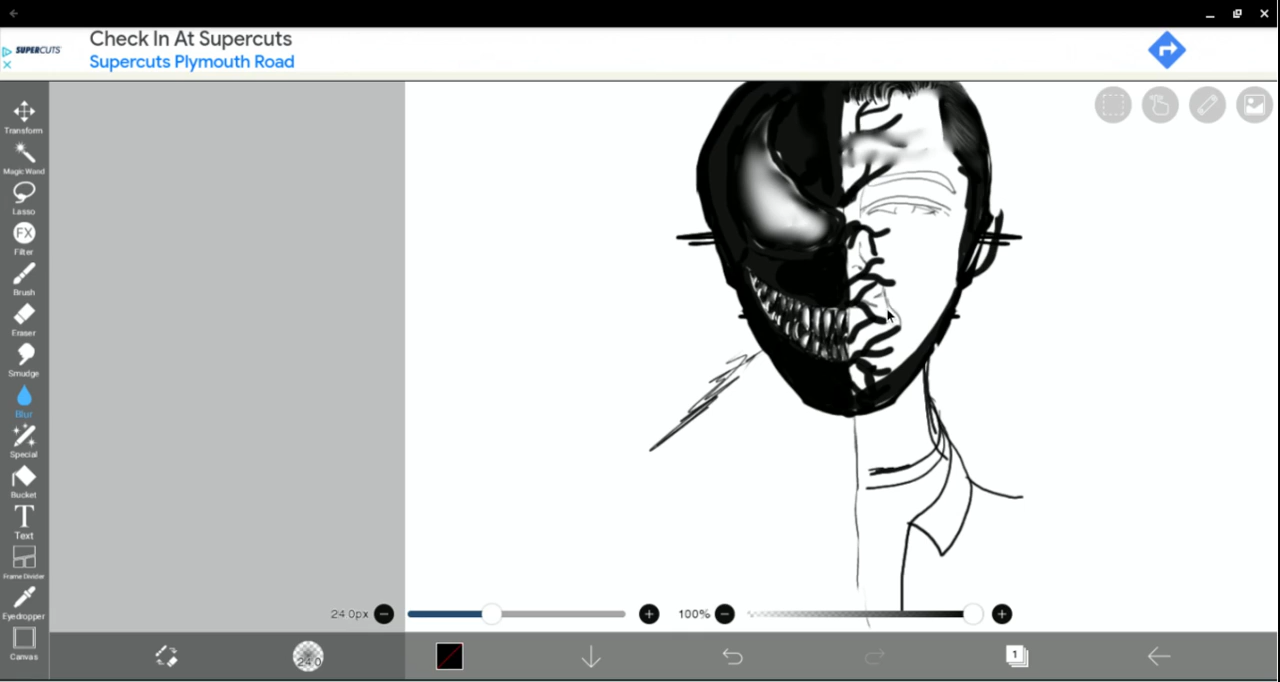 SUPERCUTS
Check In At Supercuts
Supercuts Plymouth Road
Transform
Magic Wand
Lasso
FX
Filter
Brush
Eraser
Smudge
Blur
Special
Bucket
T
Text
Frame Divider
Eyedropper
Canvas
24.0px
100%
24.0
1